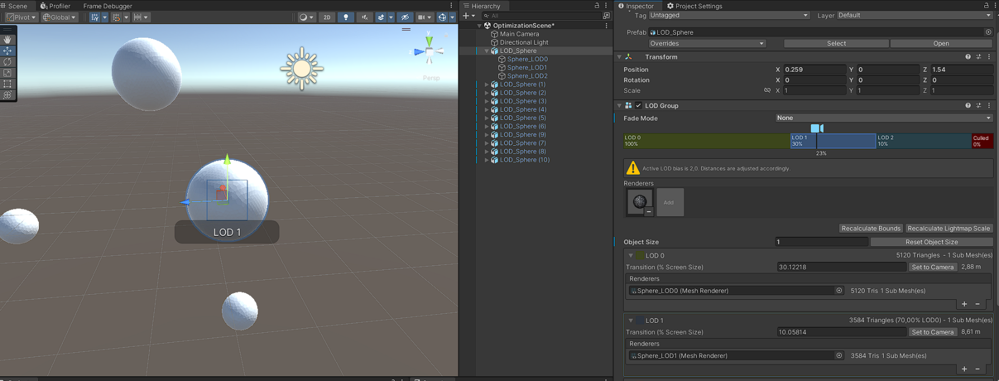 Scene
Profiler
Frame Debugger
Pivot
Global
2D
y
z
Persp
LOD 1
Hierarchy
All
OptimizationScene*
Main Camera
Directional Light
LOD_Sphere
Sphere_LOD0
Sphere_LOD1
Sphere_LOD2
LOD_Sphere (1)
LOD_Sphere (2)
LOD_Sphere (3)
LOD_Sphere (4)
LOD_Sphere (5)
LOD_Sphere (6)
LOD_Sphere (9)
LOD_Sphere (7)
LOD_Sphere (8)
LOD_Sphere (10)
Inspector
Project Settings
Tag Untagged Layer Default
Prefab LOD_Sphere
Overrides Select Open
Transform
Position X 0.259 Y 0 Z 1.54
Rotation X 0 Y 0 Z 0
Scale X 1 Y 1 Z 1
LOD Group
Fade Mode None
LOD 0 LOD 1 LOD 2 Culled
100% 30% 10% 0%
23%
Active LOD bias is 2,0. Distances are adjusted accordingly.
Renderers
Add
Recalculate Bounds Recalculate Lightmap Scale
Object Size 1 Reset Object Size
LOD 0 5120 Triangles - 1 Sub Mesh(es)
Transition (% Screen Size) 30.12218 Set to Camera 2,88 m
Renderers
Sphere_LOD0 (Mesh Renderer) 5120 Tris 1 Sub Mesh(es)
LOD 1 3584 Triangles (70,00% LOD0) - 1 Sub Mesh(es)
Transition (% Screen Size) 10.05814 Set to Camera 8,61 m
Renderers
Sphere_LOD1 (Mesh Renderer) 3584 Tris 1 Sub Mesh(es)